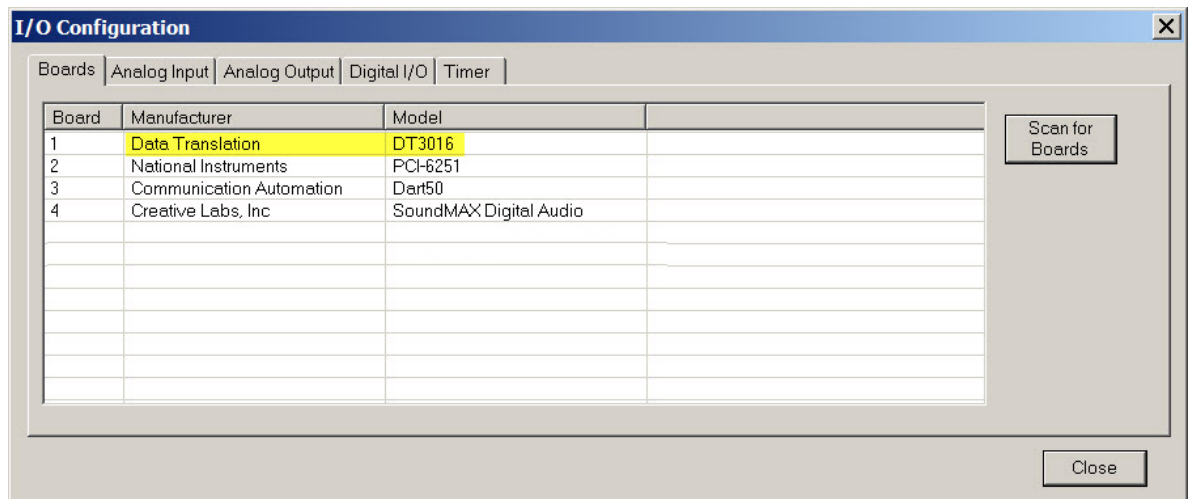 I/O Configuration
Boards Analog Input Analog Output Digital I/O Timer
Board Manufacturer Model
1 Data Translation DT3016
2 National Instruments PCI-6251
3 Communication Automation Dart50
4 Creative Labs, Inc SoundMAX Digital Audio
Scan for
Boards
Close